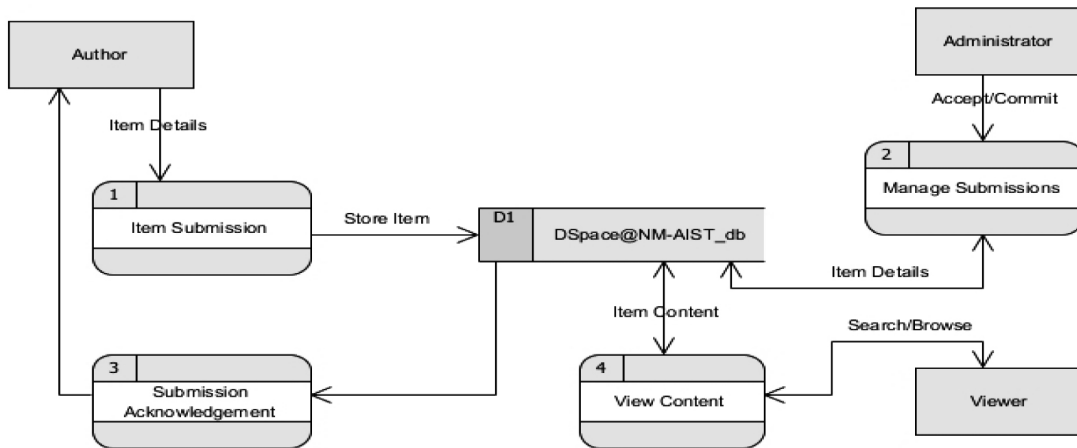 Author
Administrator
Item Details
Accept/Commit
1
Item Submission
2
Manage Submissions
Store Item
D1
DSpace@NM-AIST_db
Item Details
Item Content
Search/Browse
3
Submission
Acknowledgement
4
View Content
Viewer